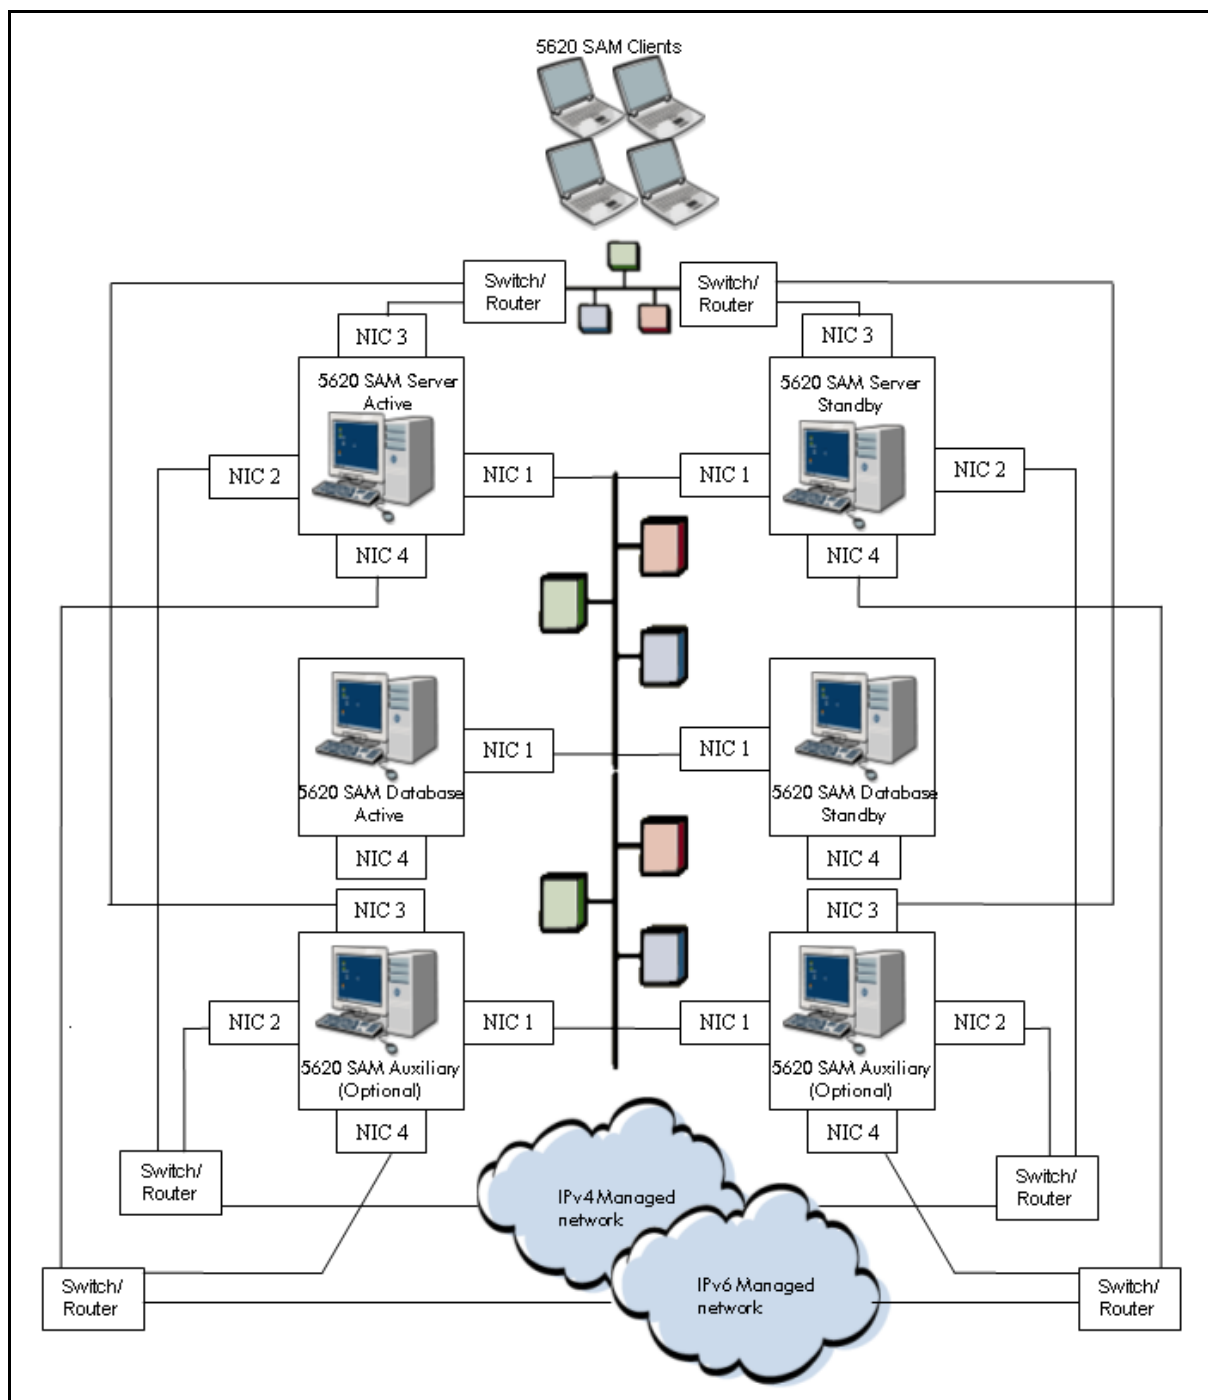 5620 SAM Clients
Switch/
Router
Switch/
Router
NIC 3
NIC 3
5620 SAM Server
Active
5620 SAM Server
Standby
NIC 2
NIC 1
NIC 1
NIC 2
NIC 4
NIC 4
NIC 1
NIC 1
5620 SAM Database
Active
5620 SAM Database
Standby
NIC 4
NIC 4
NIC 3
NIC 3
NIC 2
NIC 1
NIC 1
NIC 2
5620 SAM Auxiliary
(Optional)
5620 SAM Auxiliary
(Optional)
NIC 4
NIC 4
Switch/
Router
IPv4 Managed
network
Switch/
Router
Switch/
Router
IPv6 Managed
network
Switch/
Router